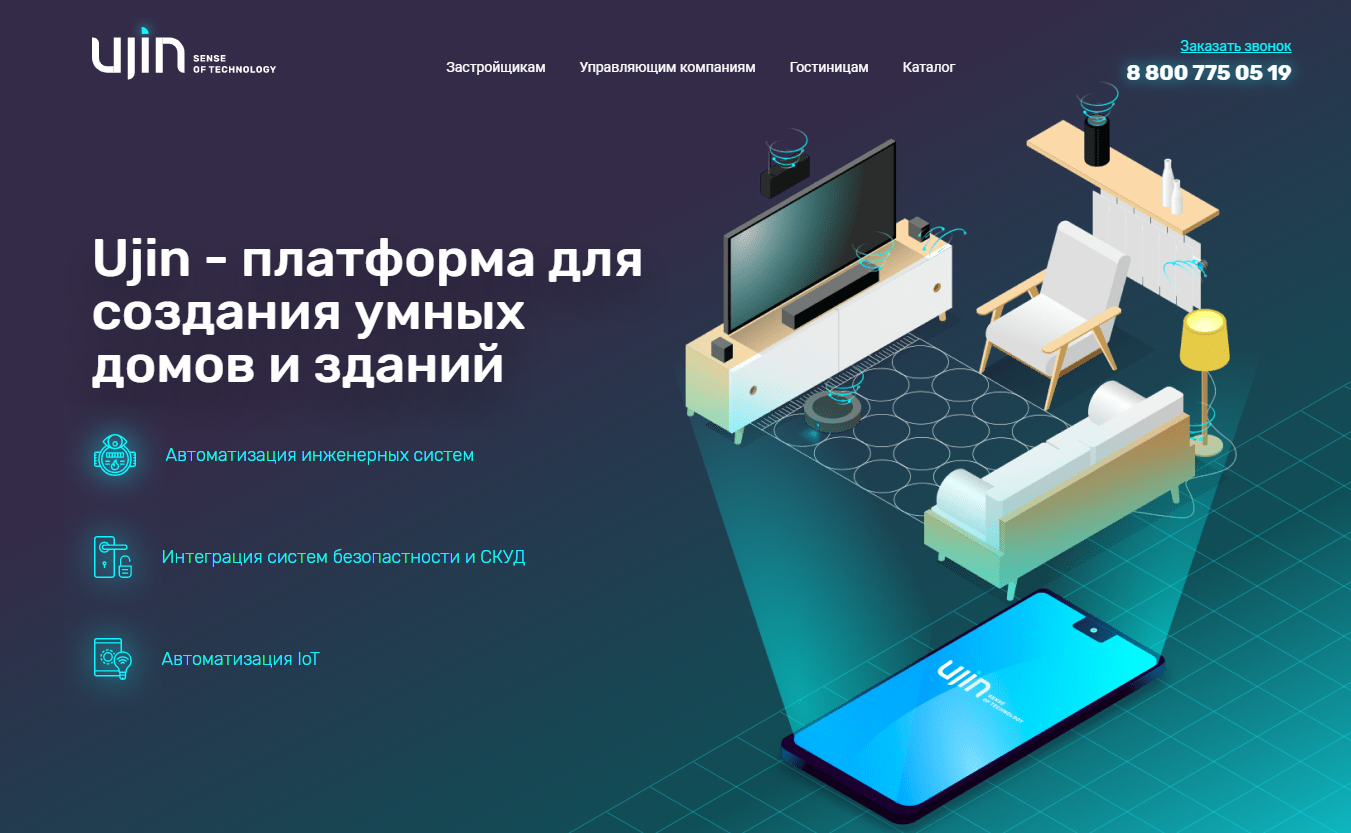 Ujin
SENSE
OF TECHNOLOGY
Застройщикам
Управляющим компаниям
Гостиницам
Каталог
Заказать звонок
8 800 775 05 19
Ujin - платформа для
создания умных
домов и зданий
Автоматизация инженерных систем
Интеграция систем безопастности и СКУД
Автоматизация IoT
Ujin
SENSE
OF TECHNOLOGY